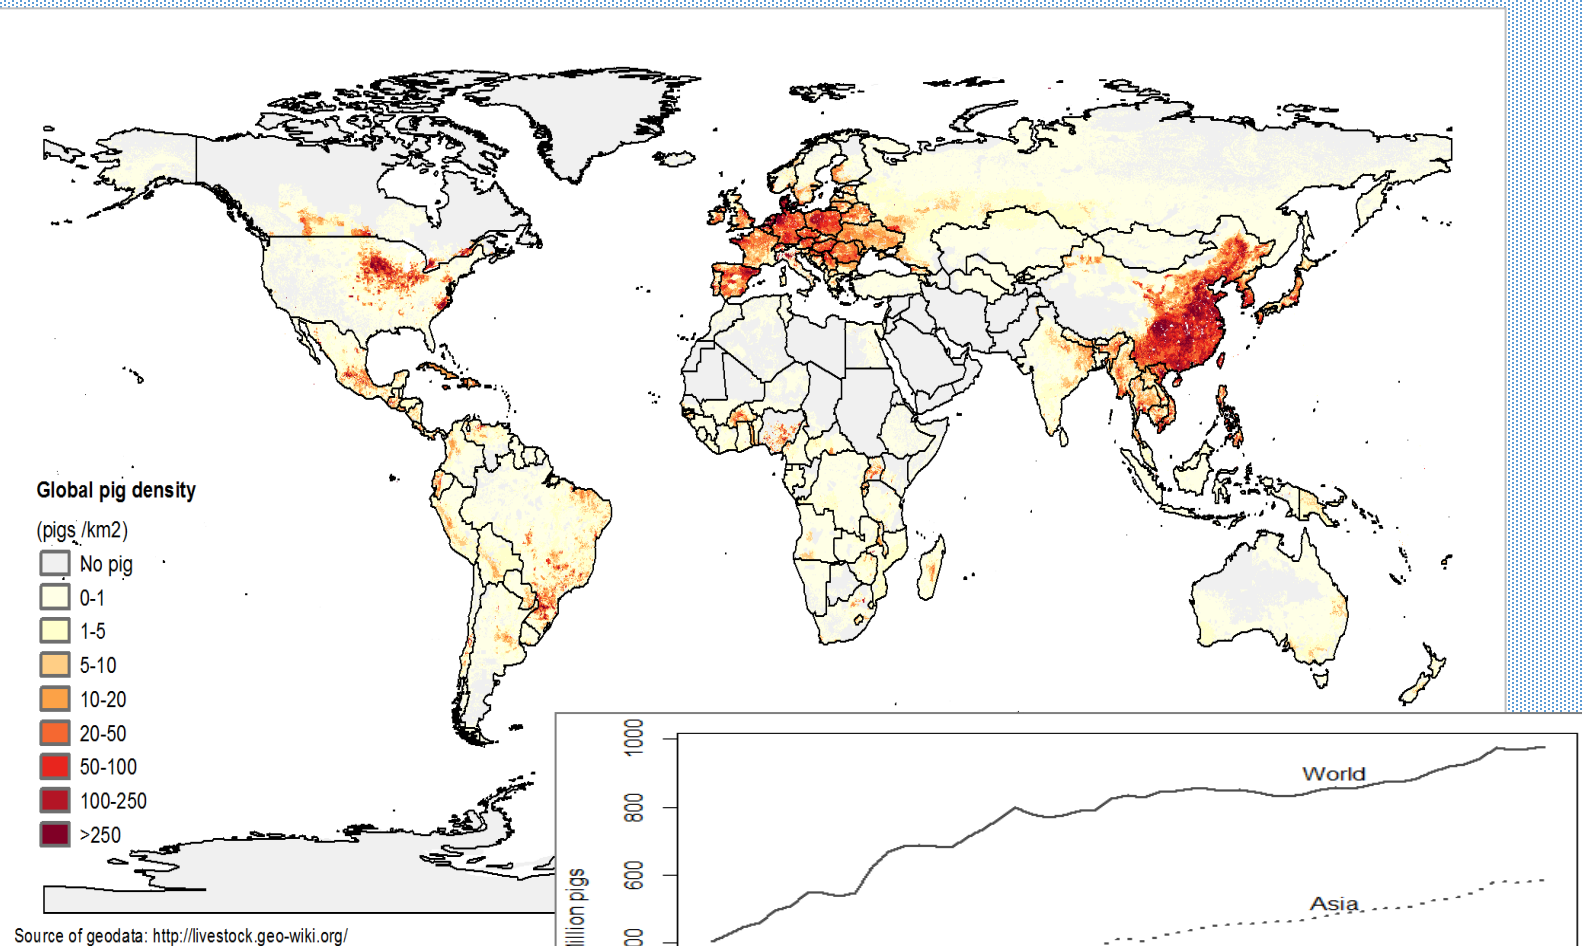 Global pig density
(pigs /km2)
No pig
0-1
1-5
5-10
10-20
20-50
50-100
100-250
>250
Source of geodata: http://livestock.geo-wiki.org/
1000
800
600
pigs
World
Asia